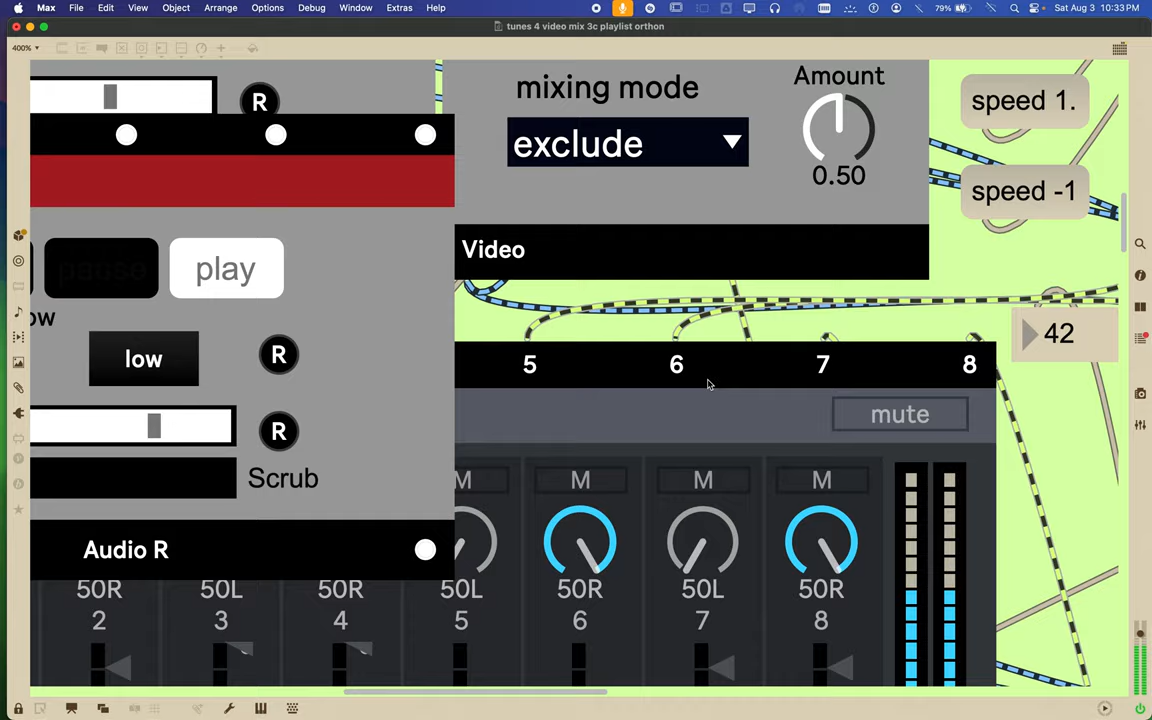 Max File Edit View Object Arrange Options Debug Window Extras Help
79% Sat Aug 3 10:33 PM
tunes 4 video mix 3c playlist orthon
400%
R
mixing mode
Amount
exclude
0.50
speed 1.
speed -1
Video
pause play
ow
low R
R
Scrub
42
5 6 7 8
mute
M M M M
Audio R
50R 50L 50R 50L 50R 50L 50R
2 3 4 5 6 7 8